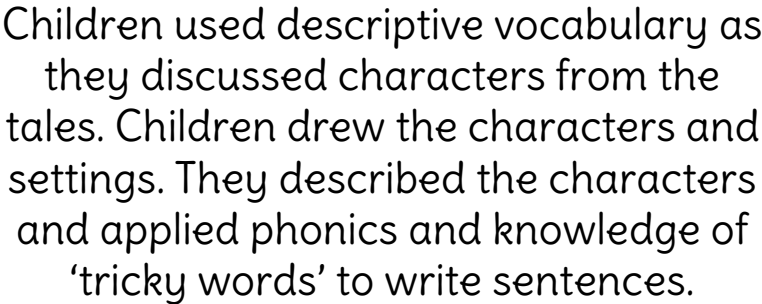 Children used descriptive vocabulary as
they discussed characters from the
tales. Children drew the characters and
settings. They described the characters
and applied phonics and knowledge of
‘tricky words’ to write sentences.